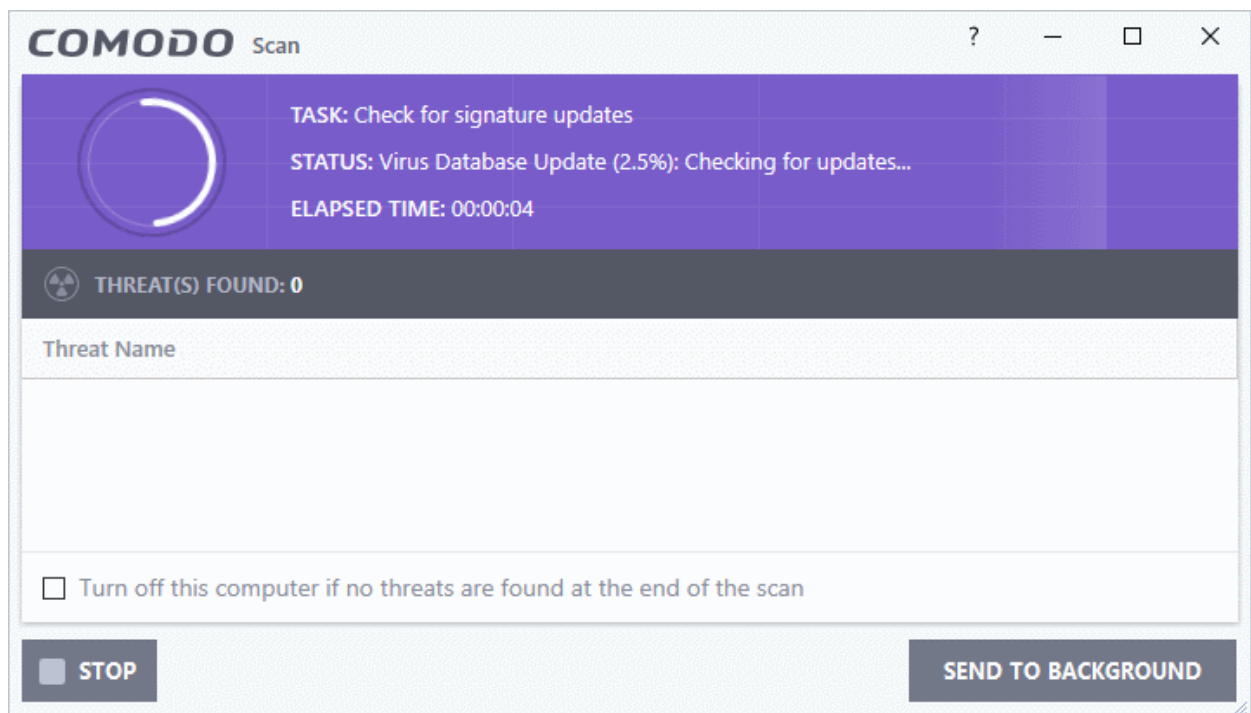 COMODO Scan ?
TASK: Check for signature updates
STATUS: Virus Database Update (2.5%): Checking for updates...
ELAPSED TIME: 00:00:04
THREAT(S) FOUND: 0
Threat Name
Turn off this computer if no threats are found at the end of the scan
STOP
SEND TO BACKGROUND